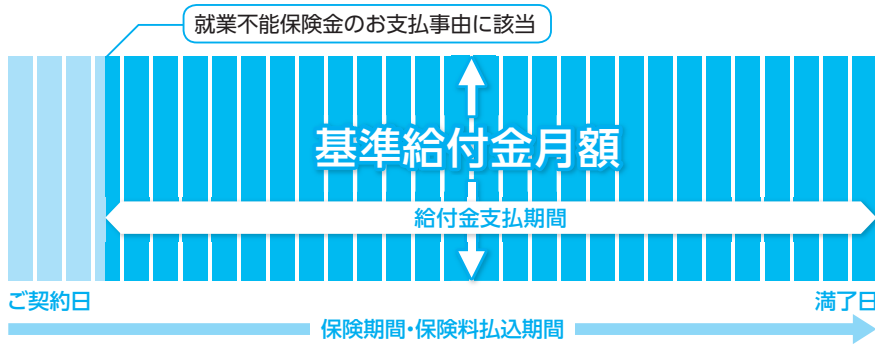 就業不能保険金のお支払事由に該当
基準給付金月額
給付金支払期間
ご契約日
満了日
保険期間・保険料払込期間